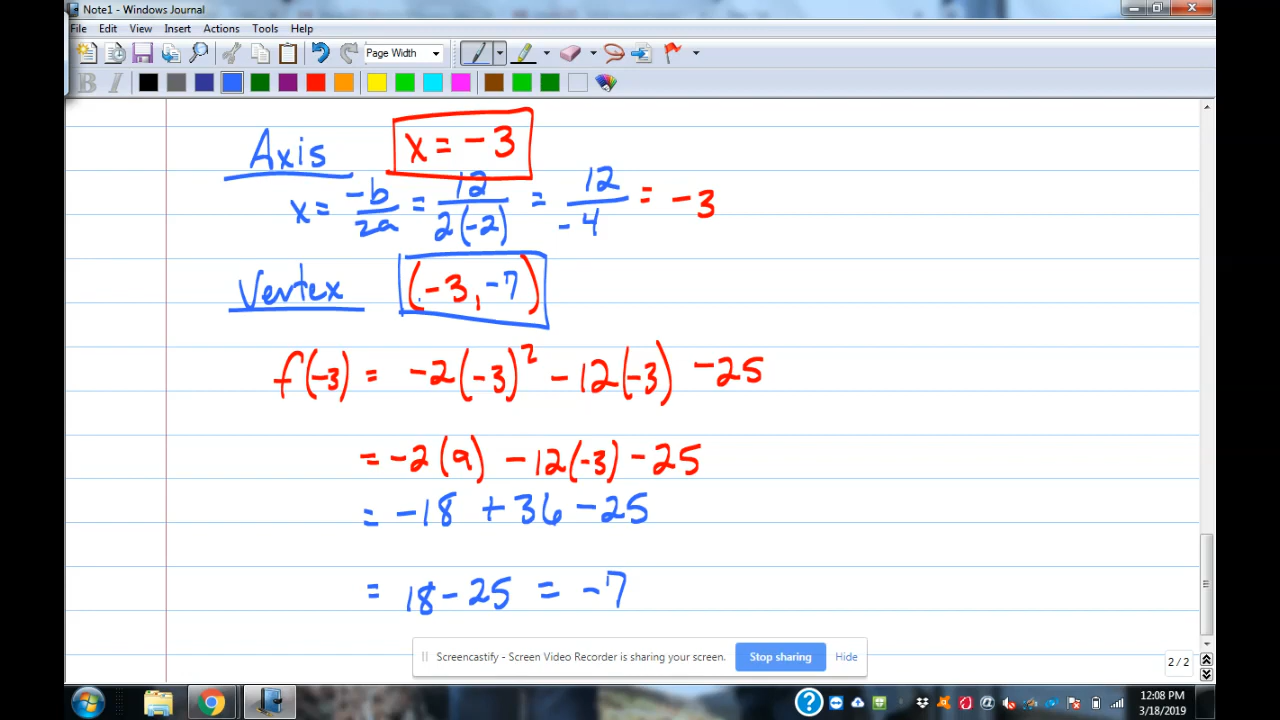 Note1 - Windows Journal
File Edit View Insert Actions Tools Help
Page Width
B I
Axis x = -3
x = -b/2a = 12/2(-2) = 12/-4 = -3
Vertex (-3, -7)
f(-3) = -2(-3)² - 12(-3) - 25
= -2(9) - 12(-3) - 25
= -18 + 36 - 25
= 18 - 25 = -7
Screencastify - Screen Video Recorder is sharing your screen. Stop sharing Hide
2 / 2
12:08 PM
3/18/2019